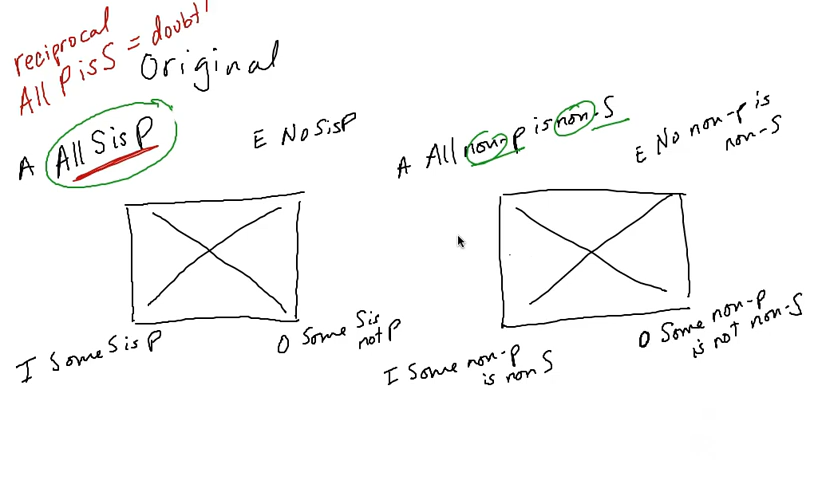 reciprocal
All P is S = doubt'
Original
A All S is P
E No S is P
I Some S is P
O Some S is
not P
A All non-p is non-S
E No non-p is
non-S
I Some non-p
is non S
O Some non-p
is not non-S